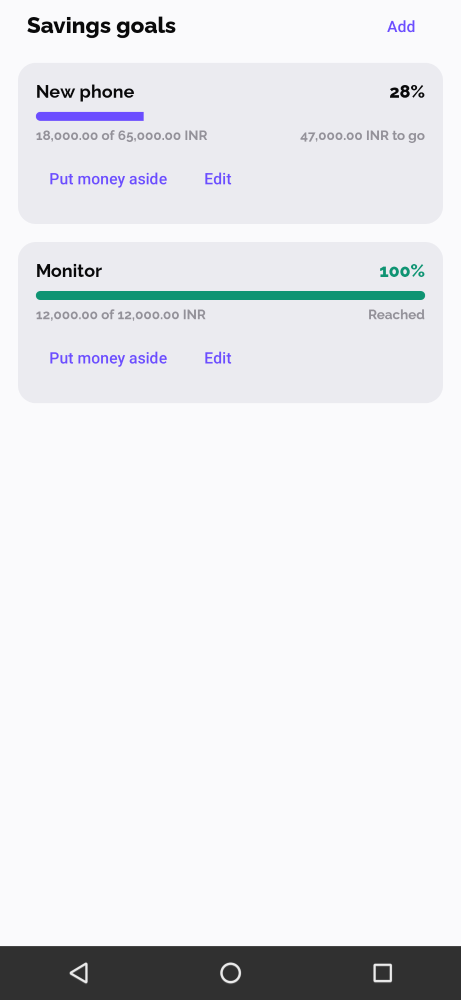 Savings goals
Add
New phone
28%
18,000.00 of 65,000.00 INR
47,000.00 INR to go
Put money aside
Edit
Monitor
100%
12,000.00 of 12,000.00 INR
Reached
Put money aside
Edit